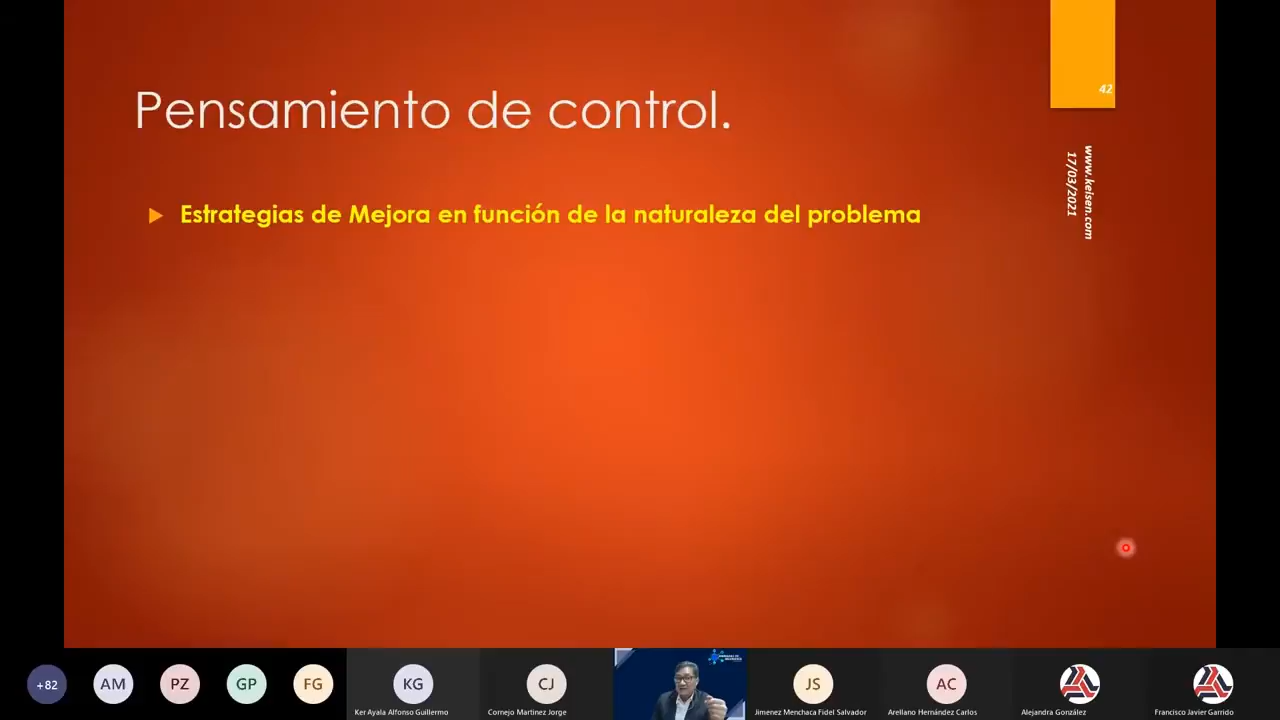 Pensamiento de control.
42
www.keisen.com
17/03/2021
Estrategias de Mejora en función de la naturaleza del problema
+82
AM
PZ
GP
FG
KG
Ker Ayala Alfonso Guillermo
CJ
Cornejo Martinez Jorge
JS
Jimenez Menchaca Fidel Salvador
AC
Arellano Hernández Carlos
Alejandra González
Francisco Javier Garrido